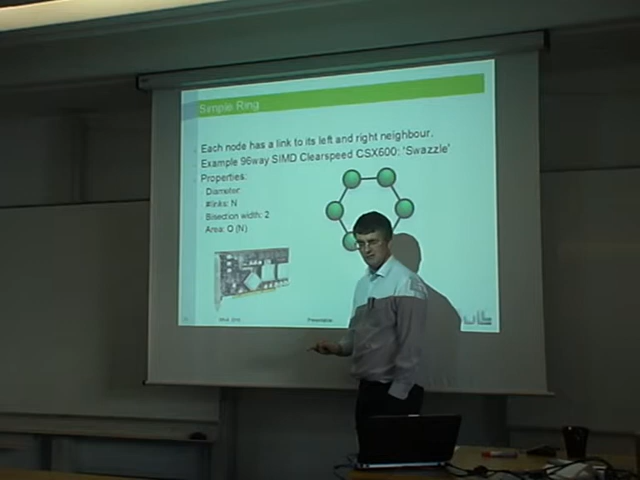 Simple Ring
Each node has a link to its left and right neighbour.
Example 96way SIMD Clearspeed CSX600: 'Swazzle'
Properties:
Diameter:
#links: N
Bisection width: 2
Area: O (N)